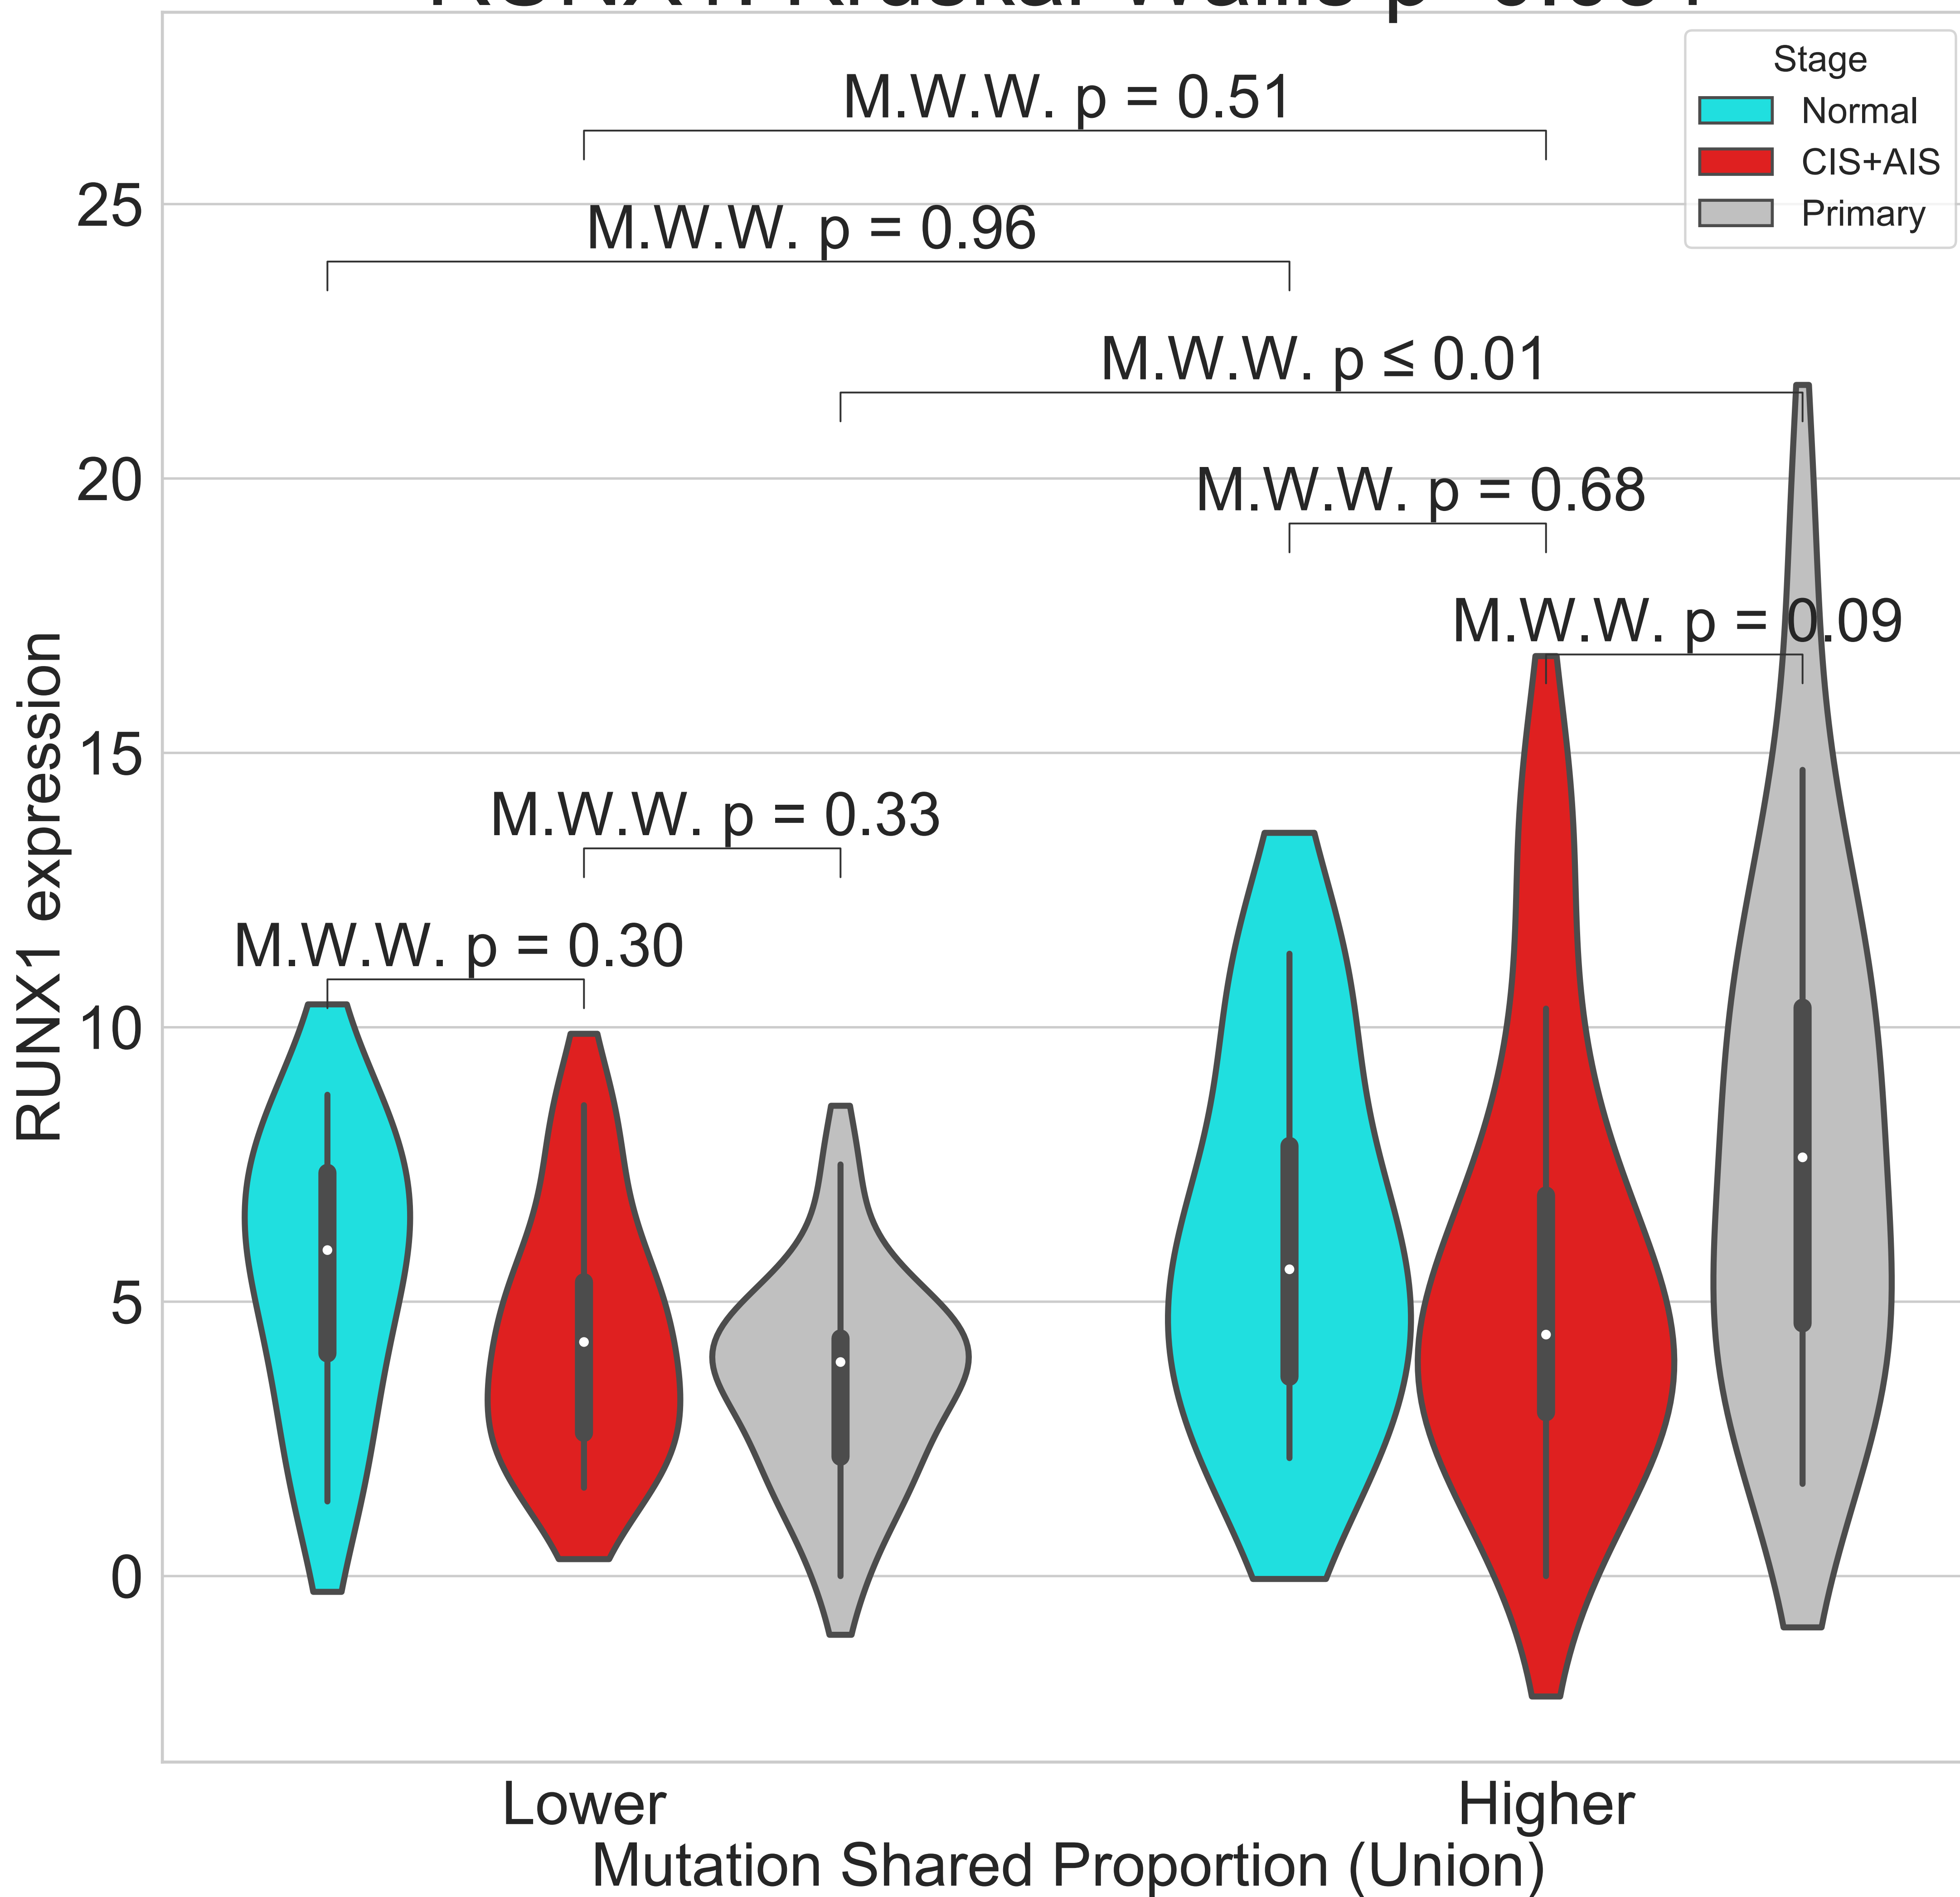 M.W.W. p = 0.51
M.W.W. p = 0.96
M.W.W. p ≤ 0.01
M.W.W. p = 0.68
M.W.W. p = 0.09
M.W.W. p = 0.33
M.W.W. p = 0.30
Stage
Normal
CIS+AIS
Primary
RUNX1 expression
25
20
15
10
5
0
Lower
Higher
Mutation Shared Proportion (Union)